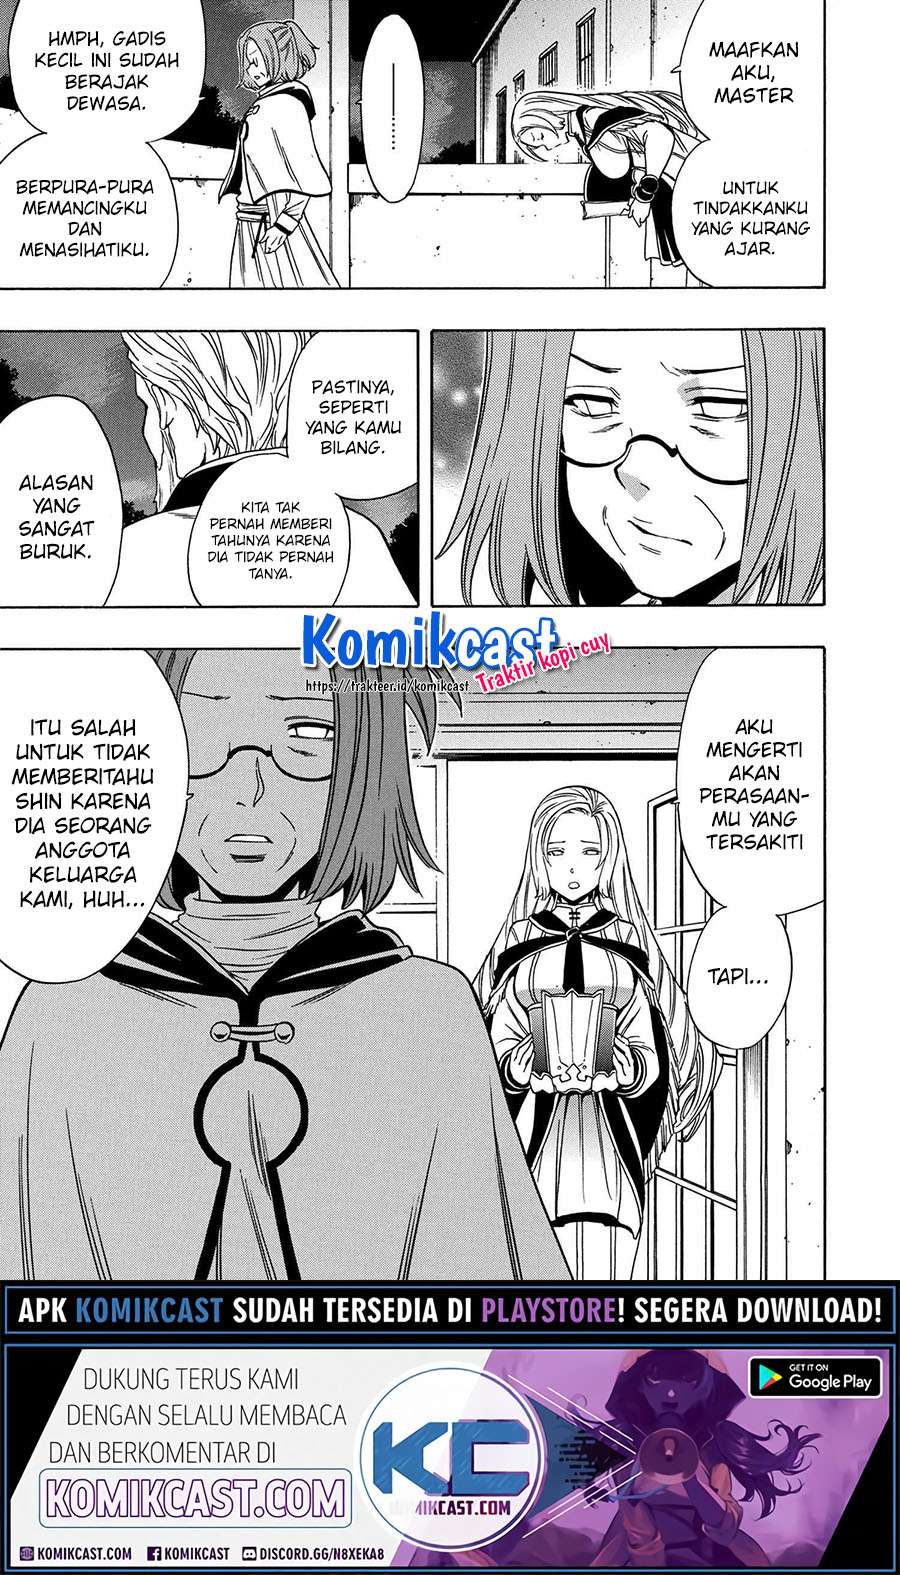 MAAFKAN
AKU,
MASTER
UNTUK
TINDAKKANKU
YANG KURANG
AJAR.
HMPH, GADIS
KECIL INI SUDAH
BERAJAK
DEWASA.
BERPURA-PURA
MEMANCINGKU
DAN
MENASIHATIKU.
PASTINYA,
SEPERTI
YANG KAMU
BILANG.
KITA TAK
PERNAH MEMBERI
TAHUNYA KARENA
DIA TIDAK PERNAH
TANYA.
ALASAN
YANG
SANGAT
BURUK.
Komikcast
Traktir kopi cuy
https://trakteer.id/komikcast
AKU
MENGERTI
AKAN
PERASAAN-
MU YANG
TERSAKITI
TAPI...
ITU SALAH
UNTUK TIDAK
MEMBERITAHU
SHIN KARENA
DIA SEORANG
ANGGOTA
KELUARGA
KAMI, HUH...
APK KOMIKCAST SUDAH TERSEDIA DI PLAYSTORE! SEGERA DOWNLOAD!
DUKUNG TERUS KAMI
DENGAN SELALU MEMBACA
DAN BERKOMENTAR DI
KOMIKCAST.COM
KOMIKCAST.COM KOMIKCAST DISCORD.GG/N8XEKA8
KC
GET IT ON
Google Play